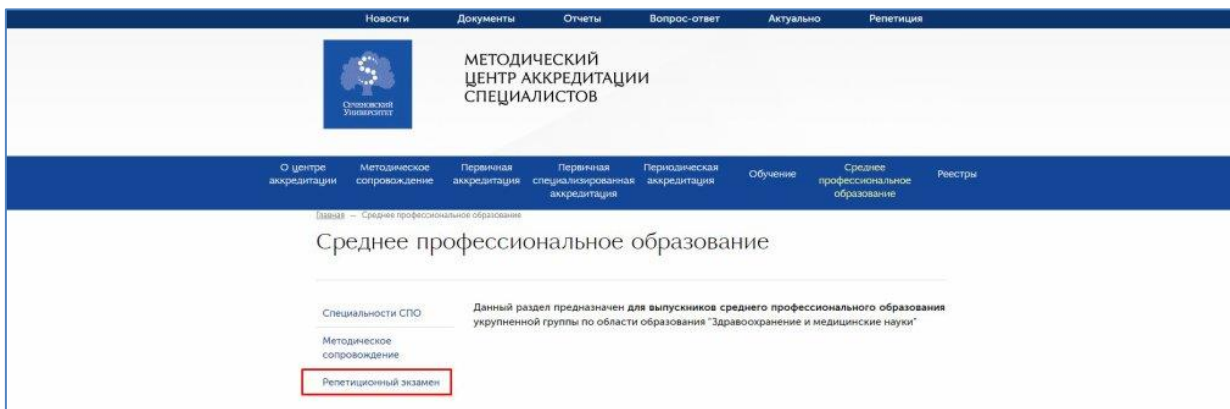 Новости Документы Отчеты Вопрос-ответ Актуально Репетиция
Сеченовский
Университет
МЕТОДИЧЕСКИЙ
ЦЕНТР АККРЕДИТАЦИИ
СПЕЦИАЛИСТОВ
О центре
аккредитации
Методическое
сопровождение
Первичная
аккредитация
Первичная
специализированная
аккредитация
Периодическая
аккредитация
Обучение
Среднее
профессиональное
образование
Реестры
Главная — Среднее профессиональное образование
Среднее профессиональное образование
Специальности СПО
Методическое
сопровождение
Репетиционный экзамен
Данный раздел предназначен для выпускников среднего профессионального образования
укрупненной группы по области образования "Здравоохранение и медицинские науки"